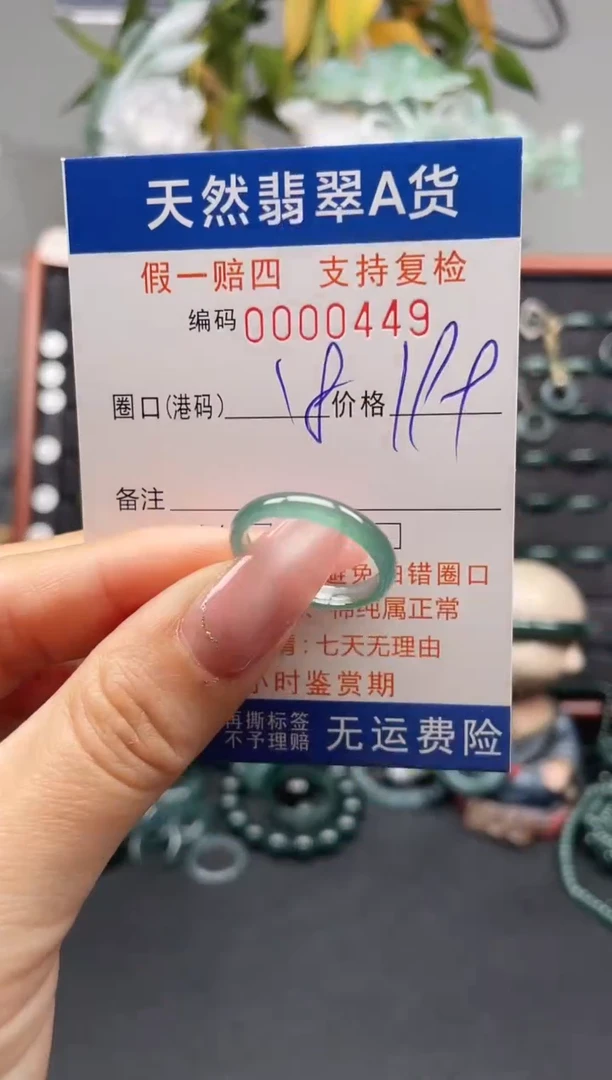 天然翡翠A货
假一赔四 支持复检
编码 0000449
圈口(港码) 18 价格
备注
避免 错圈口
纯属正常
:七天无理由
小时鉴赏期
再撕标签
不予理赔 无运费险